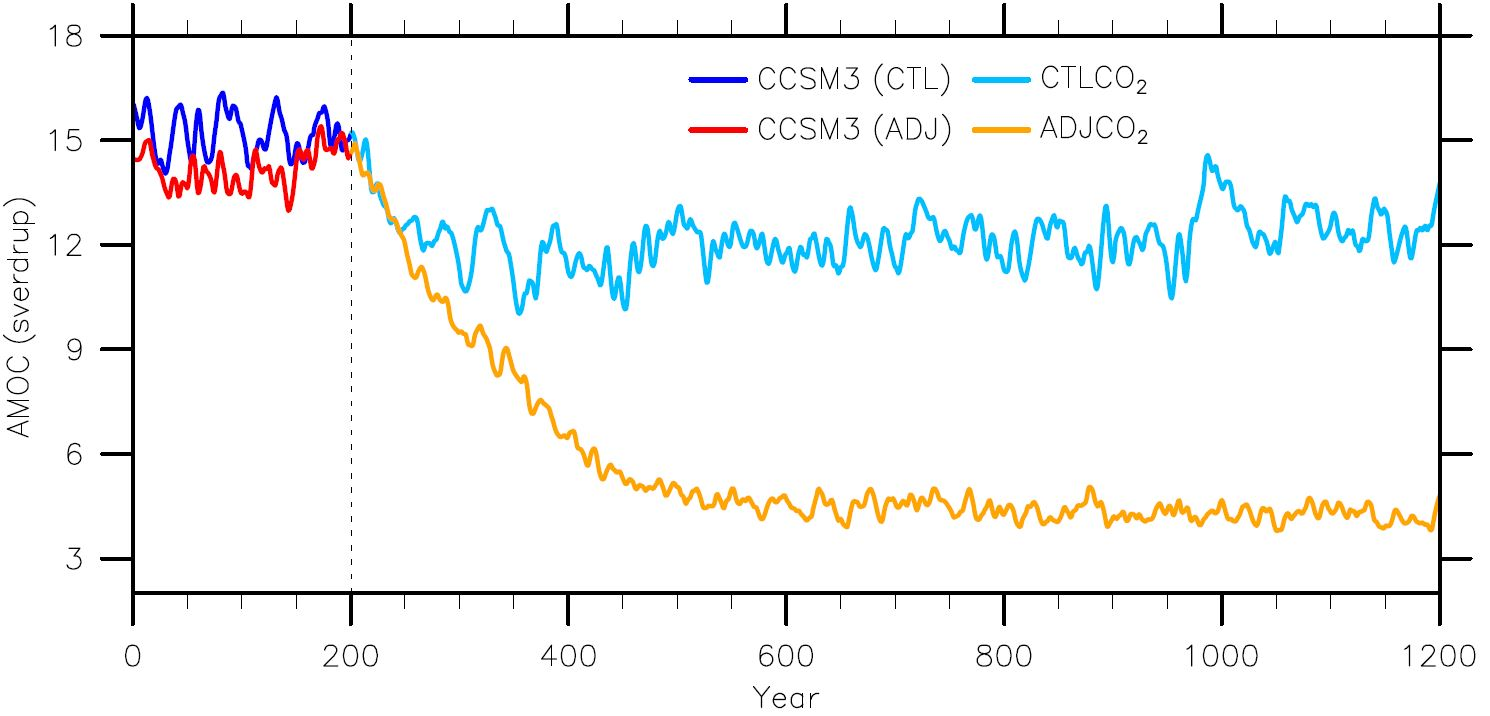 18
15
12
9
6
3
AMOC (sverdrup)
CCSM3 (CTL) CTLCO₂
CCSM3 (ADJ) ADJCO₂
0 200 400 600 800 1000 1200
Year